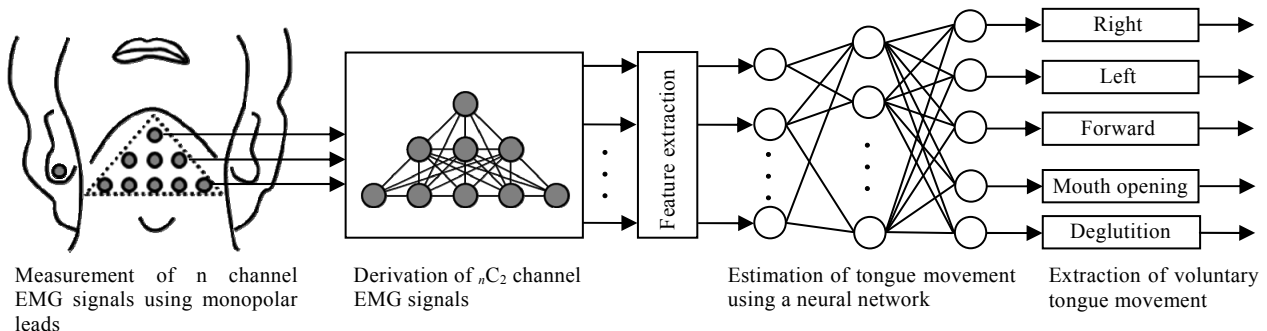 Feature extraction
Right
Left
Forward
Mouth opening
Deglutition
Measurement of n channel
EMG signals using monopolar
leads
Derivation of nC2 channel
EMG signals
Estimation of tongue movement
using a neural network
Extraction of voluntary
tongue movement